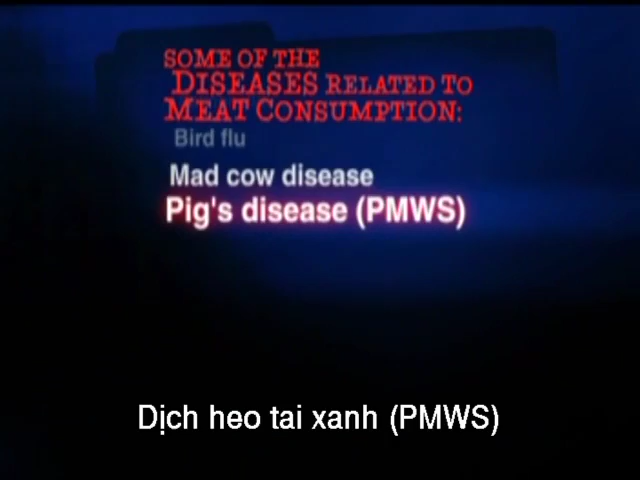 SOME OF THE
DISEASES RELATED TO
MEAT CONSUMPTION:
Bird flu
Mad cow disease
Pig's disease (PMWS)
Dịch heo tai xanh (PMWS)